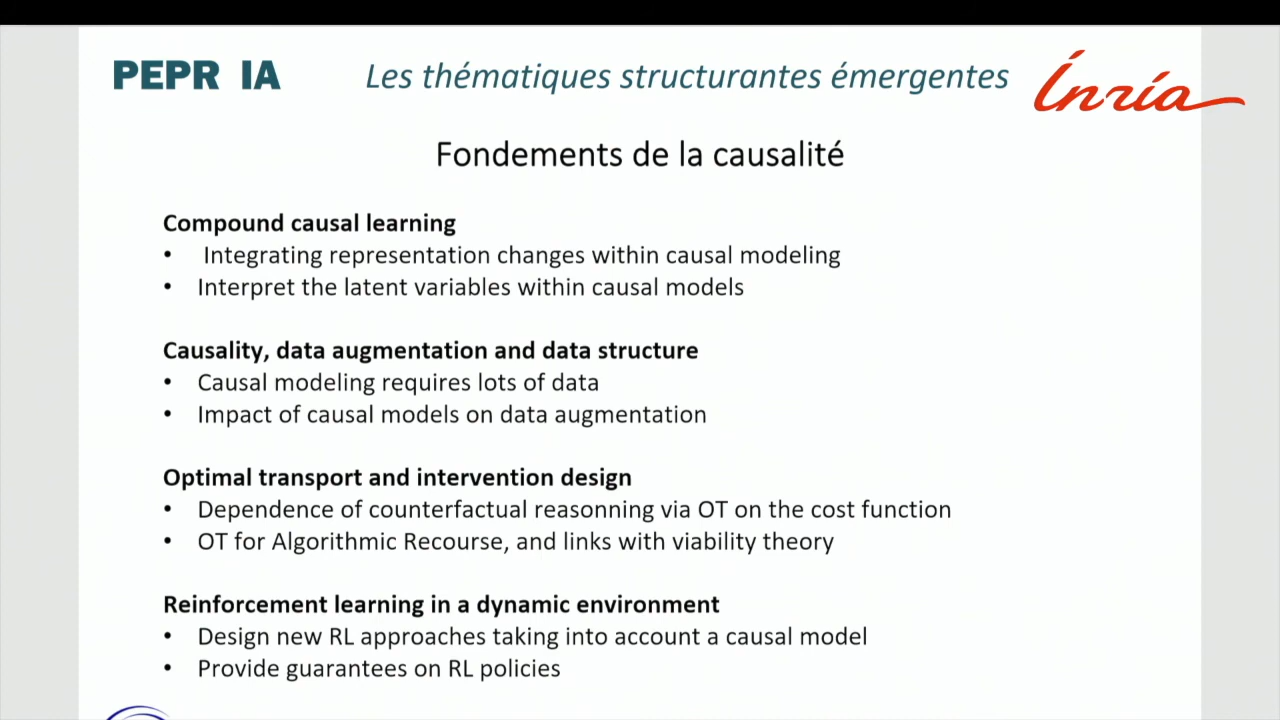 PEPR IA
Les thématiques structurantes émergentes
Inria
Fondements de la causalité
Compound causal learning
• Integrating representation changes within causal modeling
• Interpret the latent variables within causal models
Causality, data augmentation and data structure
• Causal modeling requires lots of data
• Impact of causal models on data augmentation
Optimal transport and intervention design
• Dependence of counterfactual reasonning via OT on the cost function
• OT for Algorithmic Recourse, and links with viability theory
Reinforcement learning in a dynamic environment
• Design new RL approaches taking into account a causal model
• Provide guarantees on RL policies